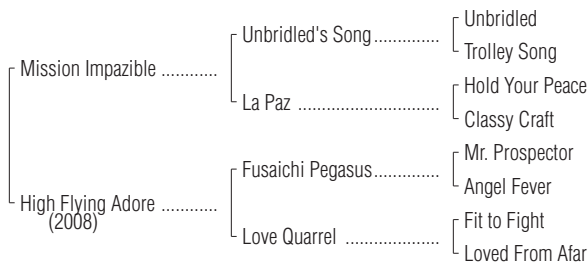 Unbridled
Unbridled's Song
Trolley Song
Mission Impazible
Hold Your Peace
La Paz
Classy Craft
Mr. Prospector
Fusaichi Pegasus
Angel Fever
High Flying Adore
(2008)
Fit to Fight
Love Quarrel
Loved From Afar